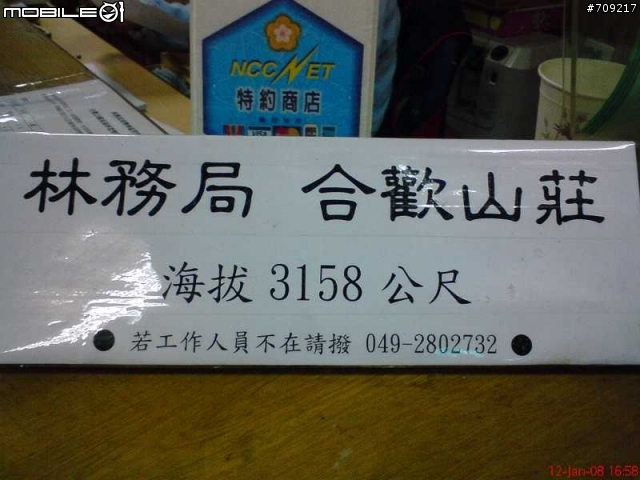 MOBILE01
#709217
NCCNET
特約商店
林務局 合歡山莊
海拔 3158 公尺
若工作人員不在請撥 049-2802732
12-Jan-08 16:58